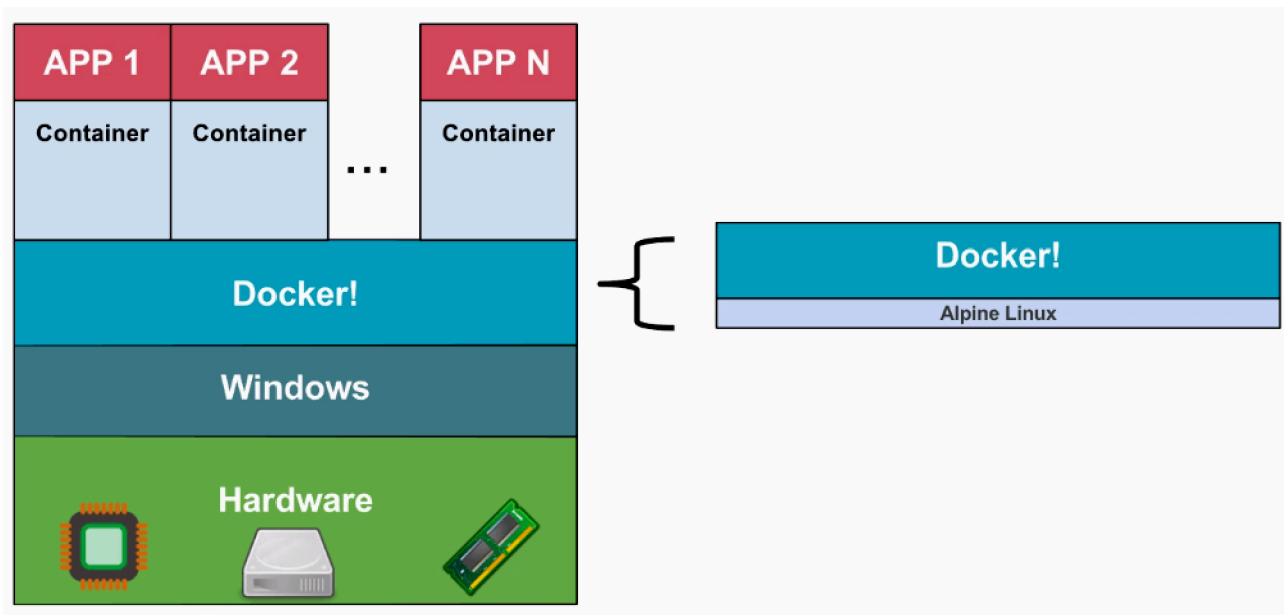 APP 1
APP 2
APP N
Container
Container
Container
...
Docker!
Windows
Hardware
Docker!
Alpine Linux